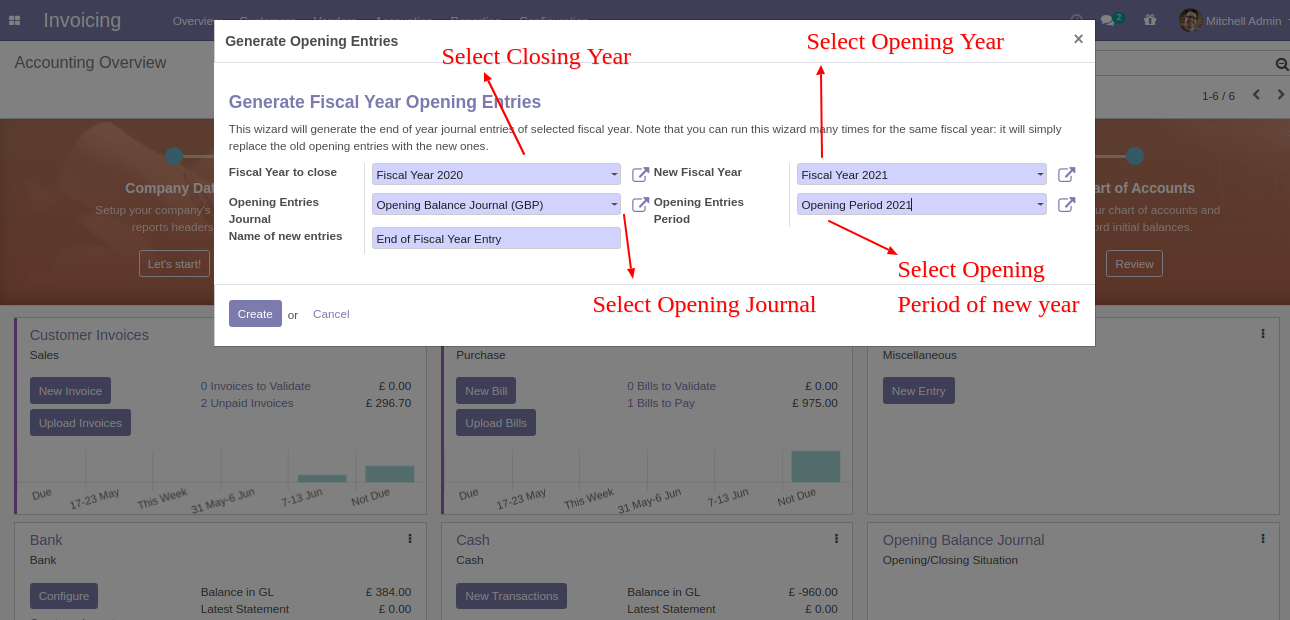 Invoicing
Overview Customers Vendors Accounting Reporting Configuration
2
Mitchell Admin
Accounting Overview
1-6 / 6
Generate Opening Entries
×
Select Closing Year
Select Opening Year
Generate Fiscal Year Opening Entries
This wizard will generate the end of year journal entries of selected fiscal year. Note that you can run this wizard many times for the same fiscal year: it will simply
replace the old opening entries with the new ones.
Fiscal Year to close
Fiscal Year 2020
New Fiscal Year
Fiscal Year 2021
Opening Entries
Journal
Opening Balance Journal (GBP)
Opening Entries
Period
Opening Period 2021
Name of new entries
End of Fiscal Year Entry
Select Opening Journal
Select Opening
Period of new year
Create or Cancel
Company Dat
Setup your company's
reports headers
Let's start!
art of Accounts
ur chart of accounts and
ord initial balances.
Review
Customer Invoices
Sales
New Invoice
Upload Invoices
0 Invoices to Validate £ 0.00
2 Unpaid Invoices £ 296.70
Due 17-23 May This Week 31 May-6 Jun 7-13 Jun Not Due
Purchase
New Bill
Upload Bills
0 Bills to Validate £ 0.00
1 Bills to Pay £ 975.00
Due 17-23 May This Week 31 May-6 Jun 7-13 Jun Not Due
Miscellaneous
New Entry
Bank
Bank
Configure
Balance in GL £ 384.00
Latest Statement £ 0.00
Cash
Cash
New Transactions
Balance in GL £ -960.00
Latest Statement £ 0.00
Opening Balance Journal
Opening/Closing Situation